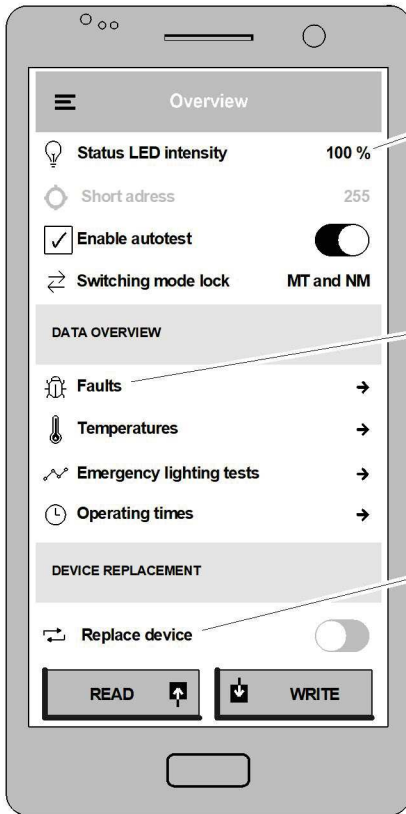 Overview
Status LED intensity 100 %
Short adress 255
Enable autotest
Switching mode lock MT and NM
DATA OVERVIEW
Faults
Temperatures
Emergency lighting tests
Operating times
DEVICE REPLACEMENT
Replace device
READ WRITE